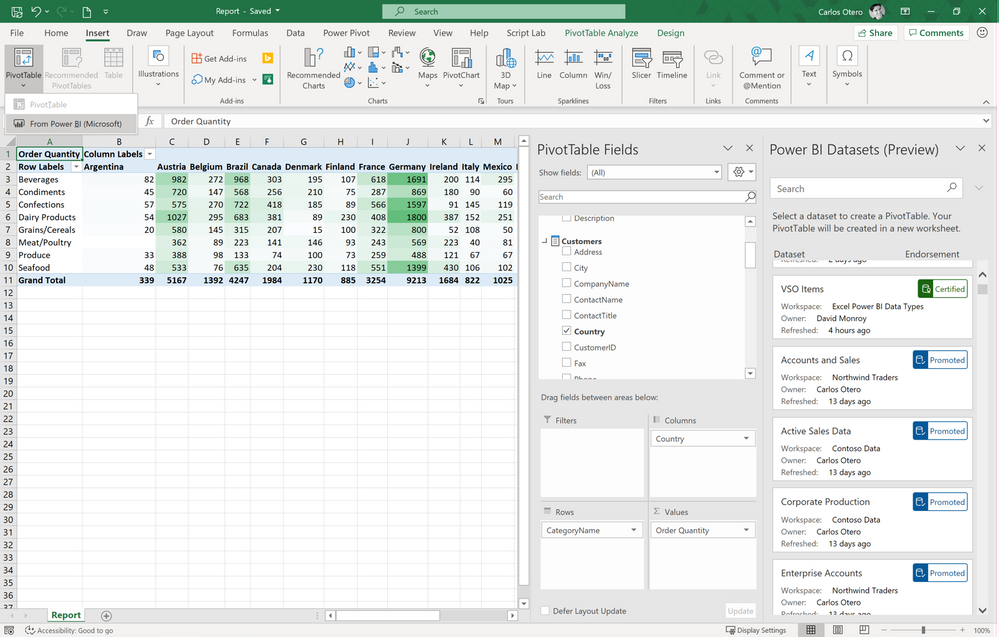 Report - Saved
Search
Carlos Otero
File Home Insert Draw Page Layout Formulas Data Power Pivot Review View Help Script Lab PivotTable Analyze Design Share Comments
PivotTable
Recommended PivotTables
Table
Illustrations
Get Add-ins
My Add-ins
Add-ins
Recommended Charts
Maps
PivotChart
Charts
3D Map
Tours
Line
Column
Win/Loss
Sparklines
Slicer
Timeline
Filters
Link
Links
Comment or @Mention
Comments
Text
Symbols
PivotTable
From Power BI (Microsoft)
fx Order Quantity
A B C D E F G H I J K L M
1 Order Quantity Column Labels
2 Row Labels Argentina Austria Belgium Brazil Canada Denmark Finland France Germany Ireland Italy Mexico
3 Beverages 82 982 272 968 303 195 107 618 1691 200 114 295
4 Condiments 45 720 147 568 256 210 75 287 869 180 90 60
5 Confections 57 575 270 722 418 185 89 566 1597 91 145 119
6 Dairy Products 54 1027 295 683 381 89 230 408 1800 387 152 251
7 Grains/Cereals 20 580 145 315 207 15 100 322 800 52 108 50
8 Meat/Poultry 362 89 223 141 146 93 243 569 223 40 81
9 Produce 33 388 98 133 74 100 73 259 488 121 67 67
10 Seafood 48 533 76 635 204 230 118 551 1399 430 106 102
11 Grand Total 339 5167 1392 4247 1984 1170 885 3254 9213 1684 822 1025
12
13
14
15
16
17
18
19
20
21
22
23
24
25
26
27
28
29
30
31
32
33
34
35
36
37
PivotTable Fields
Show fields: (All)
Search
Description
Customers
Address
City
CompanyName
ContactName
ContactTitle
Country
CustomerID
Fax
Phone
Drag fields between areas below:
Filters
Columns
Country
Rows
CategoryName
Σ Values
Order Quantity
Defer Layout Update
Update
Power BI Datasets (Preview)
Search
Select a dataset to create a PivotTable. Your
PivotTable will be created in a new worksheet.
Dataset Endorsement
Refreshed: 2 days ago
VSO Items Certified
Workspace: Excel Power BI Data Types
Owner: David Monroy
Refreshed: 4 hours ago
Accounts and Sales Promoted
Workspace: Northwind Traders
Owner: Carlos Otero
Refreshed: 13 days ago
Active Sales Data Promoted
Workspace: Contoso Data
Owner: Carlos Otero
Refreshed: 13 days ago
Corporate Production Promoted
Workspace: Contoso Data
Owner: Carlos Otero
Refreshed: 13 days ago
Enterprise Accounts Promoted
Workspace: Northwind Traders
Owner: Carlos Otero
Refreshed: 13 days ago
Report
Accessibility: Good to go
Display Settings
100%